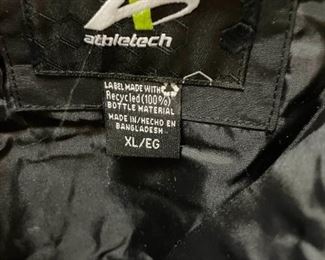 athletech
LABEL MADE WITH
Recycled(100%)
BOTTLE MATERIAL
MADE IN/HECHO EN
BANGLADESH
XL/EG